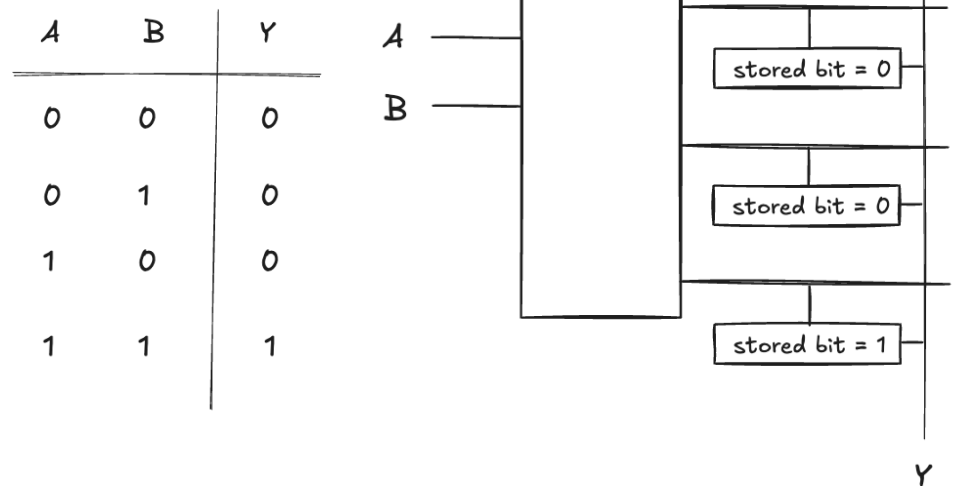 A B Y
0 0 0
0 1 0
1 0 0
1 1 1
A
B
stored bit = 0
stored bit = 0
stored bit = 1
Y